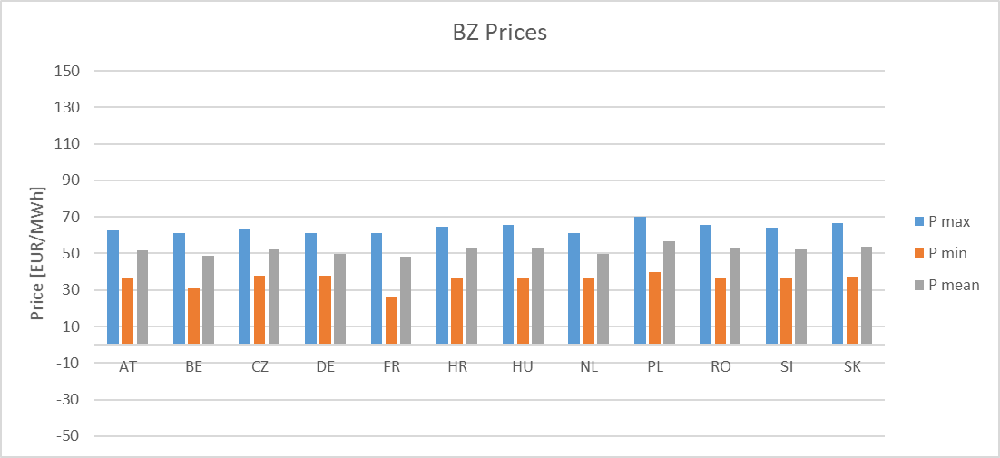 BZ Prices
150
130
110
90
70
50
30
10
-10
-30
-50
Price [EUR/MWh]
AT BE CZ DE FR HR HU NL PL RO SI SK
P max
P min
P mean